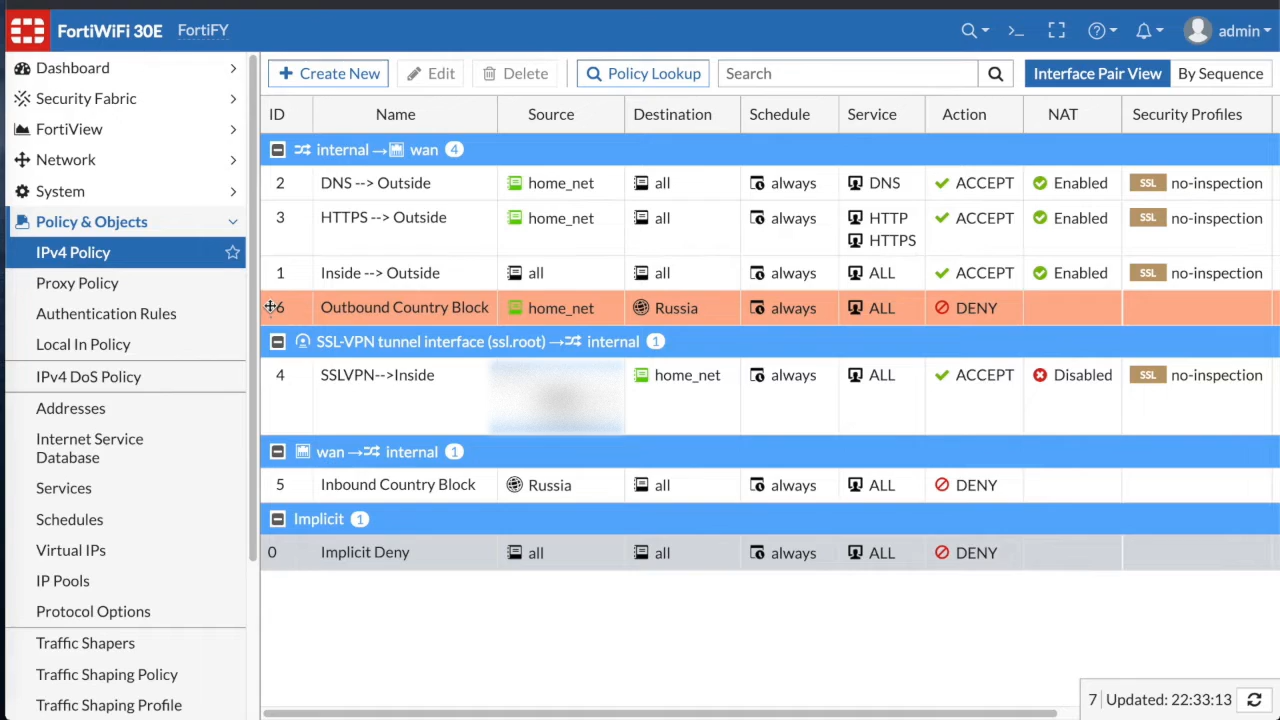 FortiWiFi 30E FortiFY admin
Dashboard
Security Fabric
FortiView
Network
System
Policy & Objects
IPv4 Policy
Proxy Policy
Authentication Rules
Local In Policy
IPv4 DoS Policy
Addresses
Internet Service
Database
Services
Schedules
Virtual IPs
IP Pools
Protocol Options
Traffic Shapers
Traffic Shaping Policy
Traffic Shaping Profile
Create New Edit Delete Policy Lookup Search Interface Pair View By Sequence
ID Name Source Destination Schedule Service Action NAT Security Profiles
internal → wan 4
2 DNS --> Outside home_net all always DNS ACCEPT Enabled SSL no-inspection
3 HTTPS --> Outside home_net all always HTTP ACCEPT Enabled SSL no-inspection
HTTPS
1 Inside --> Outside all all always ALL ACCEPT Enabled SSL no-inspection
6 Outbound Country Block home_net Russia always ALL DENY
SSL-VPN tunnel interface (ssl.root) → internal 1
4 SSLVPN-->Inside home_net always ALL ACCEPT Disabled SSL no-inspection
wan → internal 1
5 Inbound Country Block Russia all always ALL DENY
Implicit 1
0 Implicit Deny all all always ALL DENY
7 Updated: 22:33:13